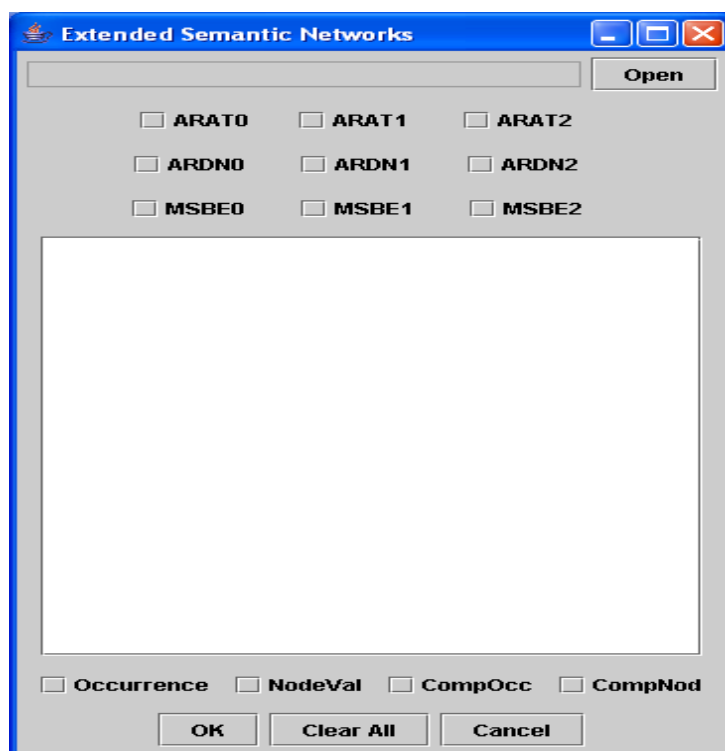 Extended Semantic Networks
Open
ARAT0 ARAT1 ARAT2
ARDN0 ARDN1 ARDN2
MSBE0 MSBE1 MSBE2
Occurrence NodeVal CompOcc CompNod
OK Clear All Cancel